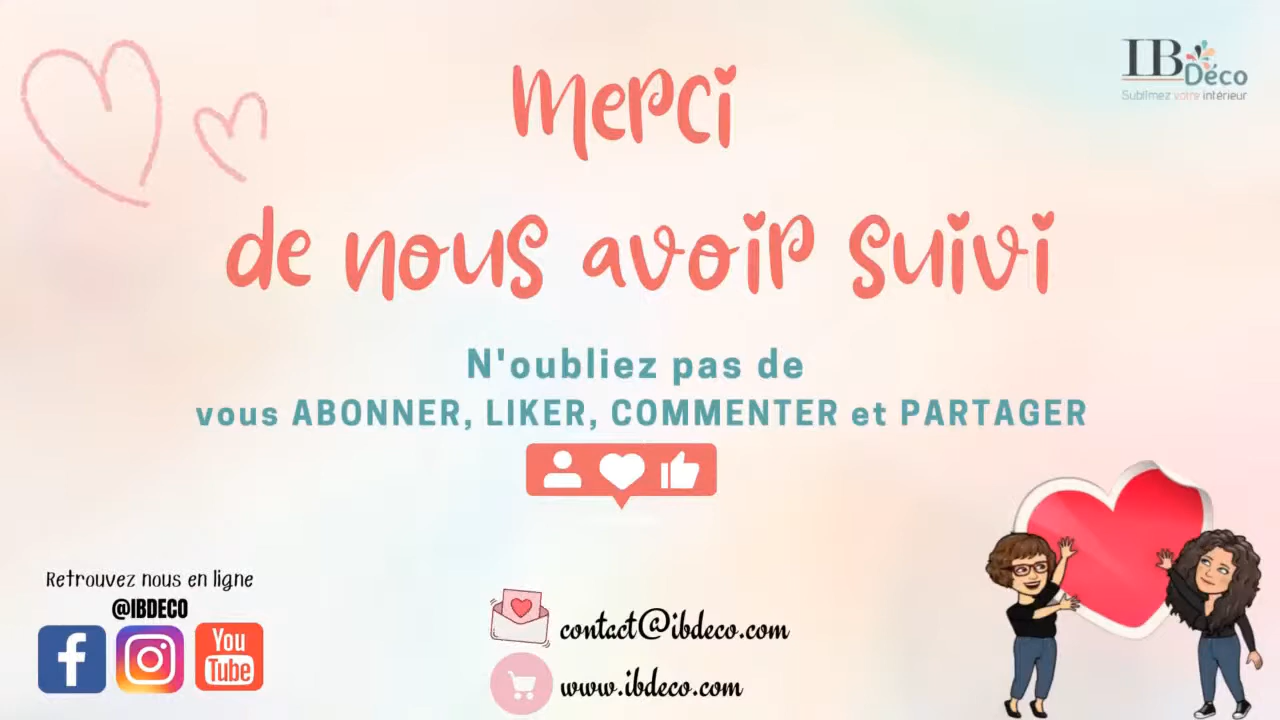 merci
IB Déco
Sublimez votre intérieur
de nous avoir suivi
N'oubliez pas de
vous ABONNER, LIKER, COMMENTER et PARTAGER
Retrouvez nous en ligne
@IBDECO
You
Tube
contact@ibdeco.com
www.ibdeco.com